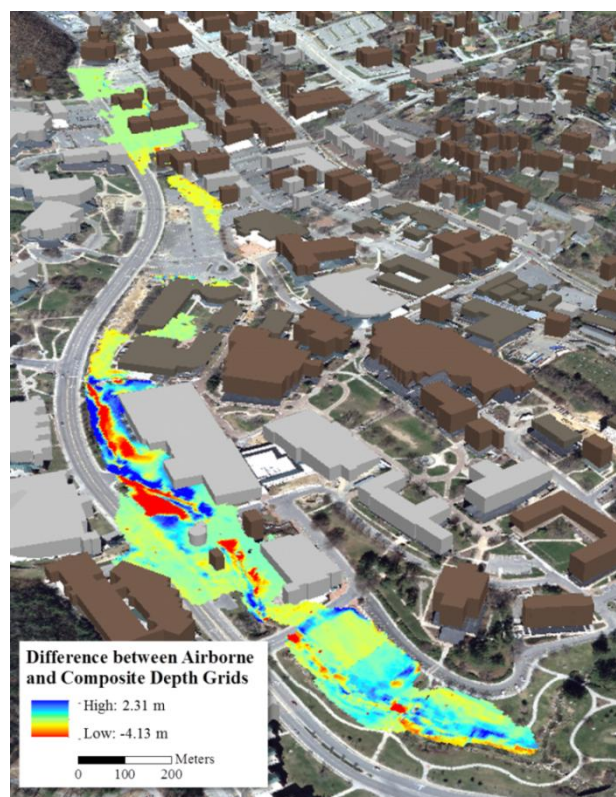 Difference between Airborne
and Composite Depth Grids
High: 2.31 m
Low: -4.13 m
Meters
0 100 200